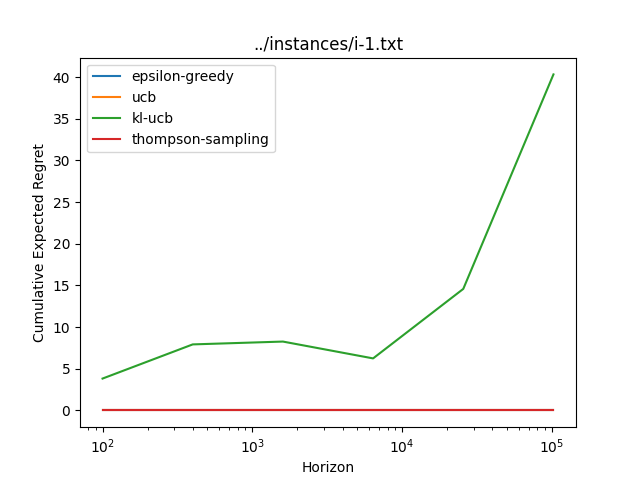 ../instances/i-1.txt
epsilon-greedy
ucb
kl-ucb
thompson-sampling
40
35
30
25
20
15
10
5
0
Cumulative Expected Regret
10² 10³ 10⁴ 10⁵
Horizon